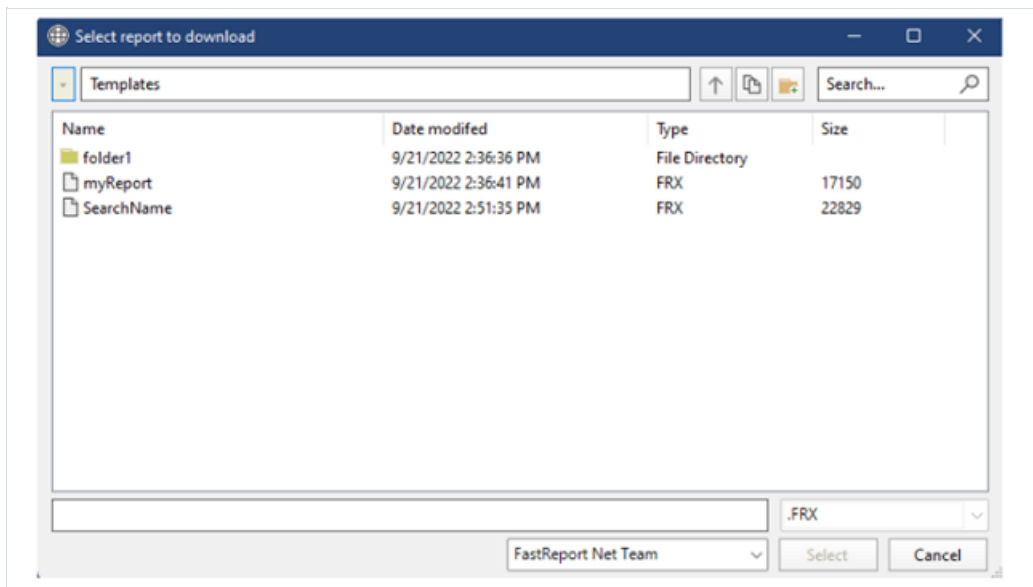 Select report to download
Templates
Search...
Name Date modifed Type Size
folder1 9/21/2022 2:36:36 PM File Directory
myReport 9/21/2022 2:36:41 PM FRX 17150
SearchName 9/21/2022 2:51:35 PM FRX 22829
.FRX
FastReport Net Team Select Cancel